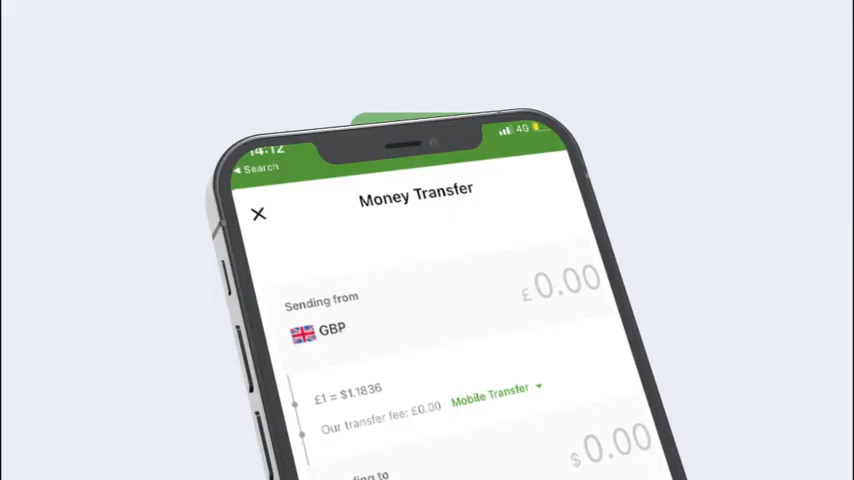 14:12
4G
Search
Money Transfer
Sending from
£ 0.00
GBP
£1 = $1.1836
Our transfer fee: £0.00 Mobile Transfer
$ 0.00